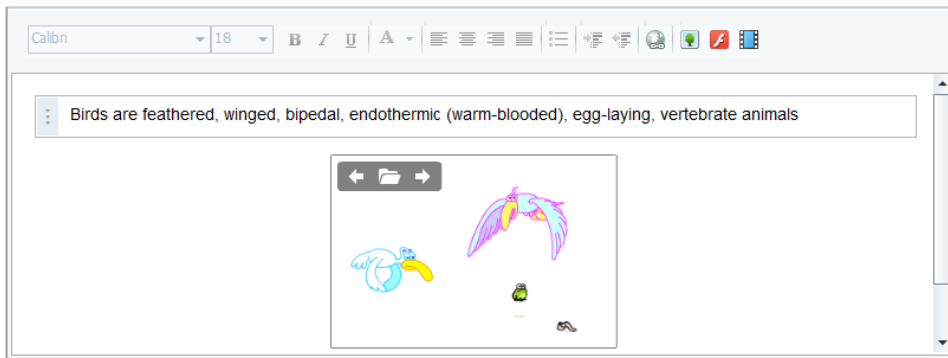 Calibri 18 B I U A
Birds are feathered, winged, bipedal, endothermic (warm-blooded), egg-laying, vertebrate animals